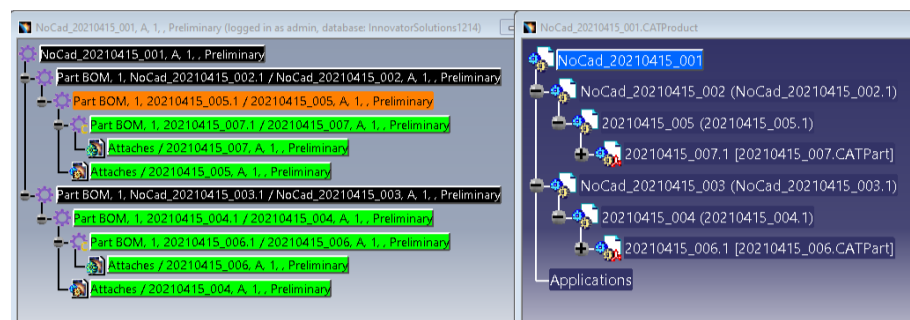 NoCad_20210415_001, A, 1, , Preliminary (logged in as admin, database: InnovatorSolutions1214)
NoCad_20210415_001, A, 1, , Preliminary
Part BOM, 1, NoCad_20210415_002.1 / NoCad_20210415_002, A, 1, , Preliminary
Part BOM, 1, 20210415_005.1 / 20210415_005, A, 1, , Preliminary
Part BOM, 1, 20210415_007.1 / 20210415_007, A, 1, , Preliminary
Attaches / 20210415_007, A, 1, , Preliminary
Attaches / 20210415_005, A, 1, , Preliminary
Part BOM, 1, NoCad_20210415_003.1 / NoCad_20210415_003, A, 1, , Preliminary
Part BOM, 1, 20210415_004.1 / 20210415_004, A, 1, , Preliminary
Part BOM, 1, 20210415_006.1 / 20210415_006, A, 1, , Preliminary
Attaches / 20210415_006, A, 1, , Preliminary
Attaches / 20210415_004, A, 1, , Preliminary
NoCad_20210415_001.CATProduct
NoCad_20210415_001
NoCad_20210415_002 (NoCad_20210415_002.1)
20210415_005 (20210415_005.1)
20210415_007.1 [20210415_007.CATPart]
NoCad_20210415_003 (NoCad_20210415_003.1)
20210415_004 (20210415_004.1)
20210415_006.1 [20210415_006.CATPart]
Applications